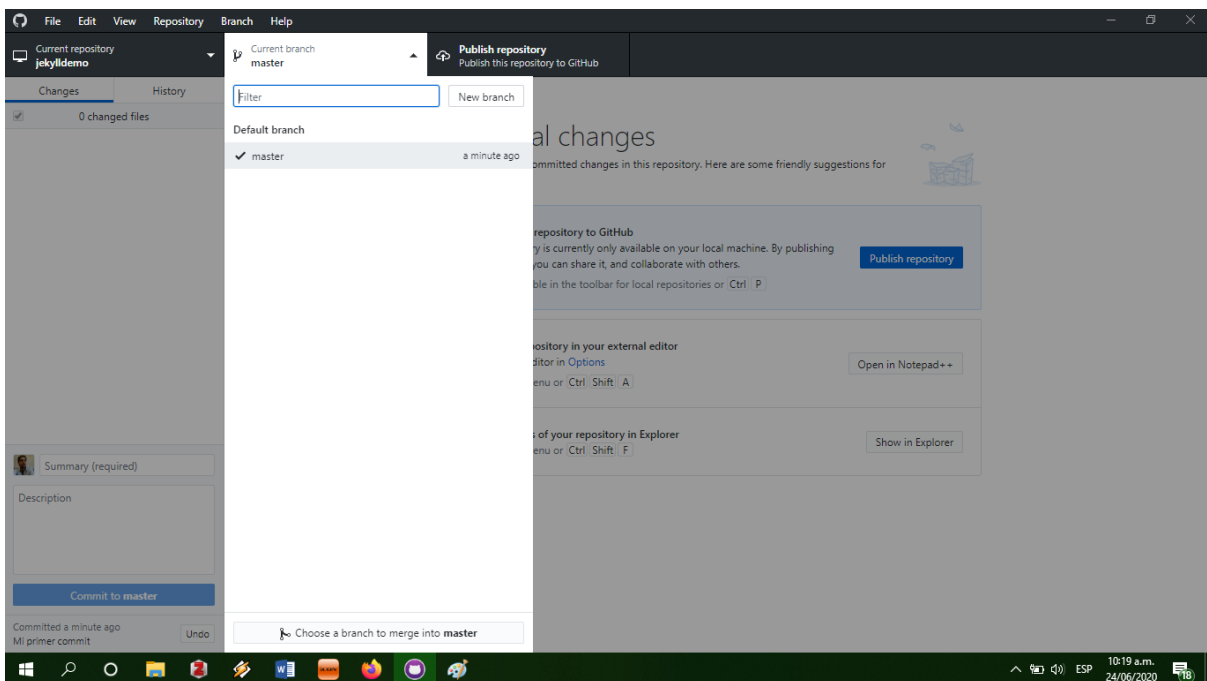 File Edit View Repository Branch Help
Current repository
jekylldemo
Current branch
master
Publish repository
Publish this repository to GitHub
Changes History
0 changed files
Filter
New branch
Default branch
master a minute ago
al changes
ommitted changes in this repository. Here are some friendly suggestions for
repository to GitHub
ry is currently only available on your local machine. By publishing
you can share it, and collaborate with others.
ble in the toolbar for local repositories or Ctrl P
Publish repository
ository in your external editor
ditor in Options
enu or Ctrl Shift A
Open in Notepad++
s of your repository in Explorer
enu or Ctrl Shift F
Show in Explorer
Summary (required)
Description
Commit to master
Committed a minute ago
Mi primer commit
Undo
Choose a branch to merge into master
ESP
10:19 a.m.
24/06/2020
18